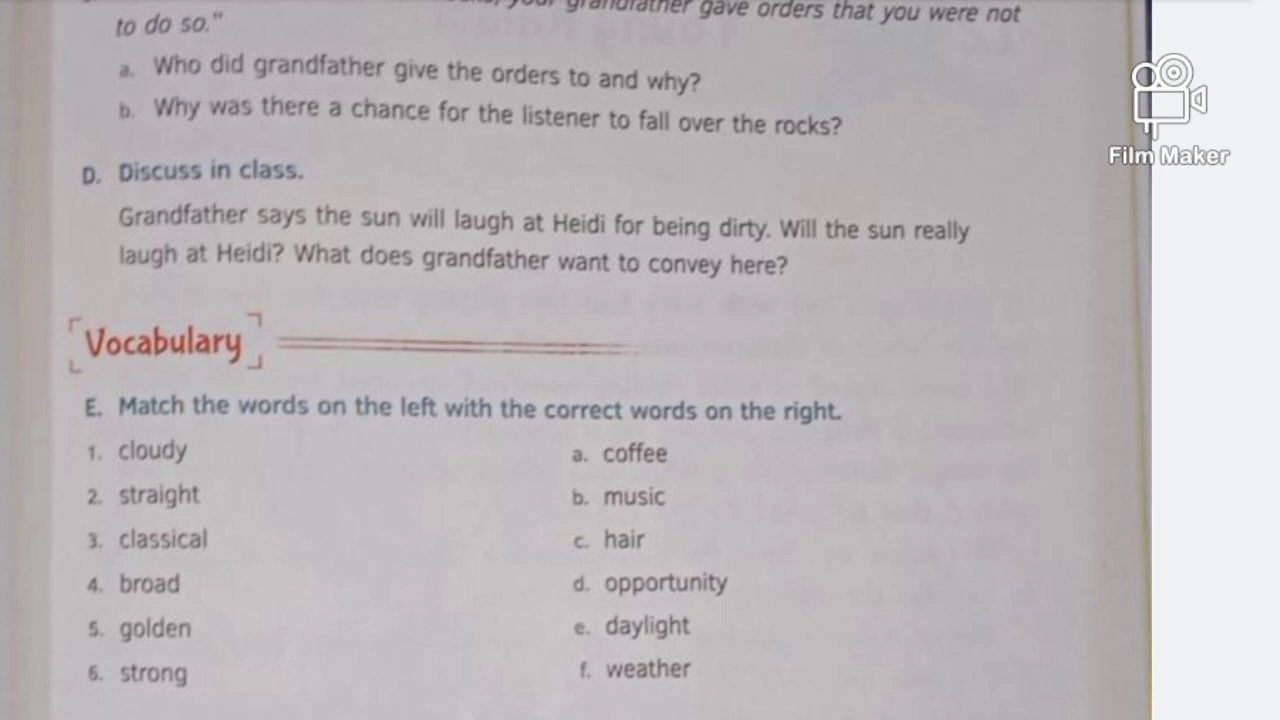 grandfather gave orders that you were not
to do so."
a. Who did grandfather give the orders to and why?
b. Why was there a chance for the listener to fall over the rocks?
D. Discuss in class.
Grandfather says the sun will laugh at Heidi for being dirty. Will the sun really
laugh at Heidi? What does grandfather want to convey here?
Vocabulary
E. Match the words on the left with the correct words on the right.
1. cloudy a. coffee
2. straight b. music
3. classical c. hair
4. broad d. opportunity
5. golden e. daylight
6. strong f. weather
Film Maker